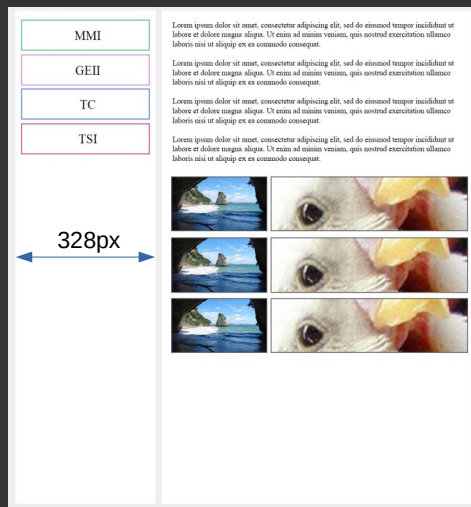 MMI
GEII
TC
TSI
328px
Lorem ipsum dolor sit amet, consectetur adipiscing elit, sed do eiusmod tempor incididunt ut
labore et dolore magna aliqua. Ut enim ad minim veniam, quis nostrud exercitation ullamco
laboris nisi ut aliquip ex ea commodo consequat.
Lorem ipsum dolor sit amet, consectetur adipiscing elit, sed do eiusmod tempor incididunt ut
labore et dolore magna aliqua. Ut enim ad minim veniam, quis nostrud exercitation ullamco
laboris nisi ut aliquip ex ea commodo consequat.
Lorem ipsum dolor sit amet, consectetur adipiscing elit, sed do eiusmod tempor incididunt ut
labore et dolore magna aliqua. Ut enim ad minim veniam, quis nostrud exercitation ullamco
laboris nisi ut aliquip ex ea commodo consequat.
Lorem ipsum dolor sit amet, consectetur adipiscing elit, sed do eiusmod tempor incididunt ut
labore et dolore magna aliqua. Ut enim ad minim veniam, quis nostrud exercitation ullamco
laboris nisi ut aliquip ex ea commodo consequat.